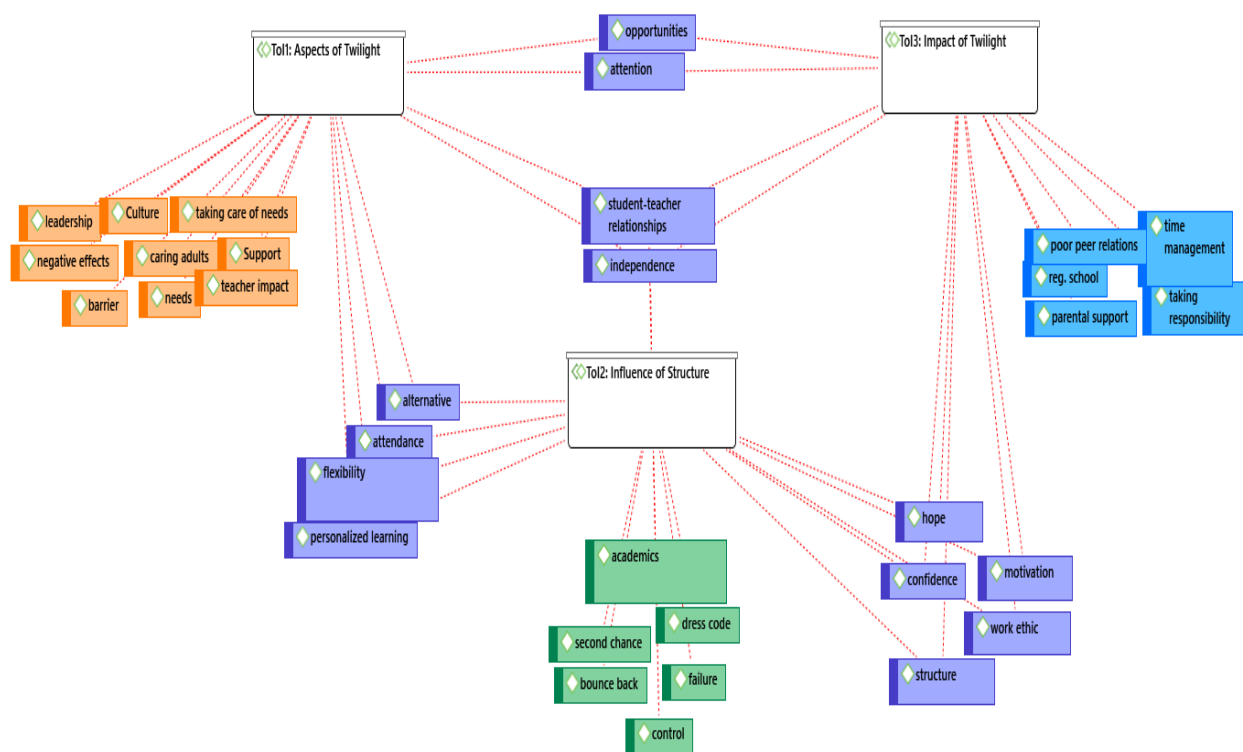 opportunities
ToI1: Aspects of Twilight
ToI3: Impact of Twilight
attention
leadership
Culture
taking care of needs
student-teacher
relationships
time
management
poor peer relations
negative effects
caring adults
Support
independence
reg. school
teacher impact
barrier
needs
parental support
taking
responsibility
ToI2: Influence of Structure
alternative
attendance
flexibility
personalized learning
hope
academics
confidence
motivation
dress code
work ethic
second chance
bounce back
failure
structure
control